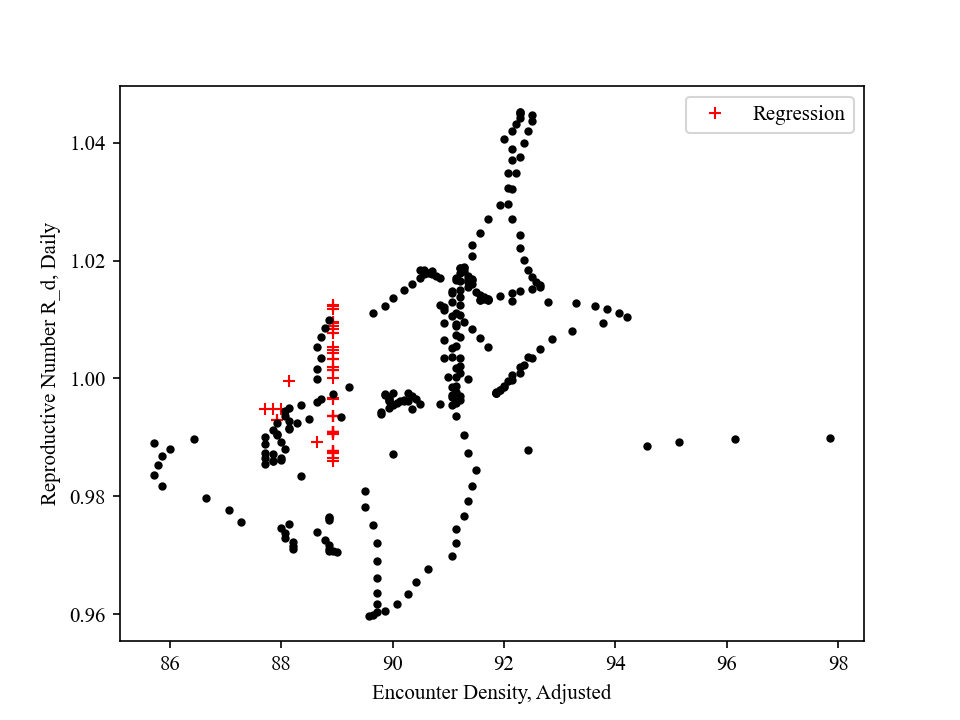 Regression
1.04
1.02
1.00
0.98
0.96
Reproductive Number R_d, Daily
86 88 90 92 94 96 98
Encounter Density, Adjusted